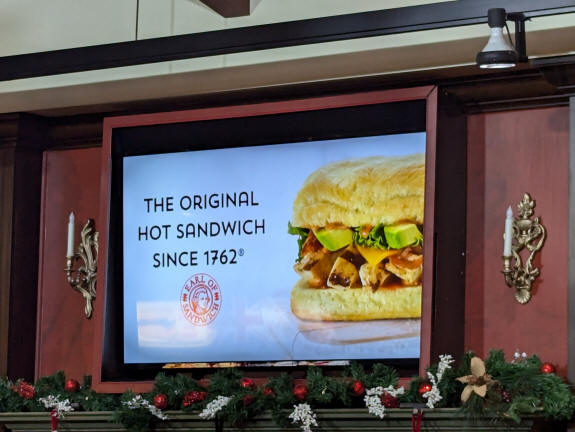 THE ORIGINAL
HOT SANDWICH
SINCE 1762®
EARL OF
SANDWICH